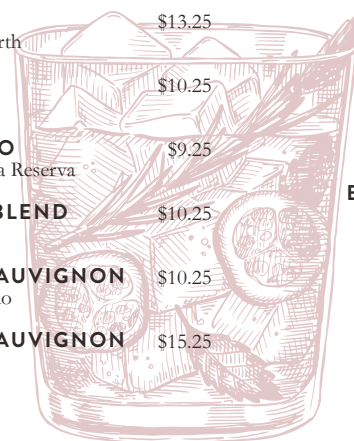 $13.25
rth
$10.25
O $9.25
a Reserva
BLEND $10.25
AUVIGNON $10.25
AUVIGNON $15.25